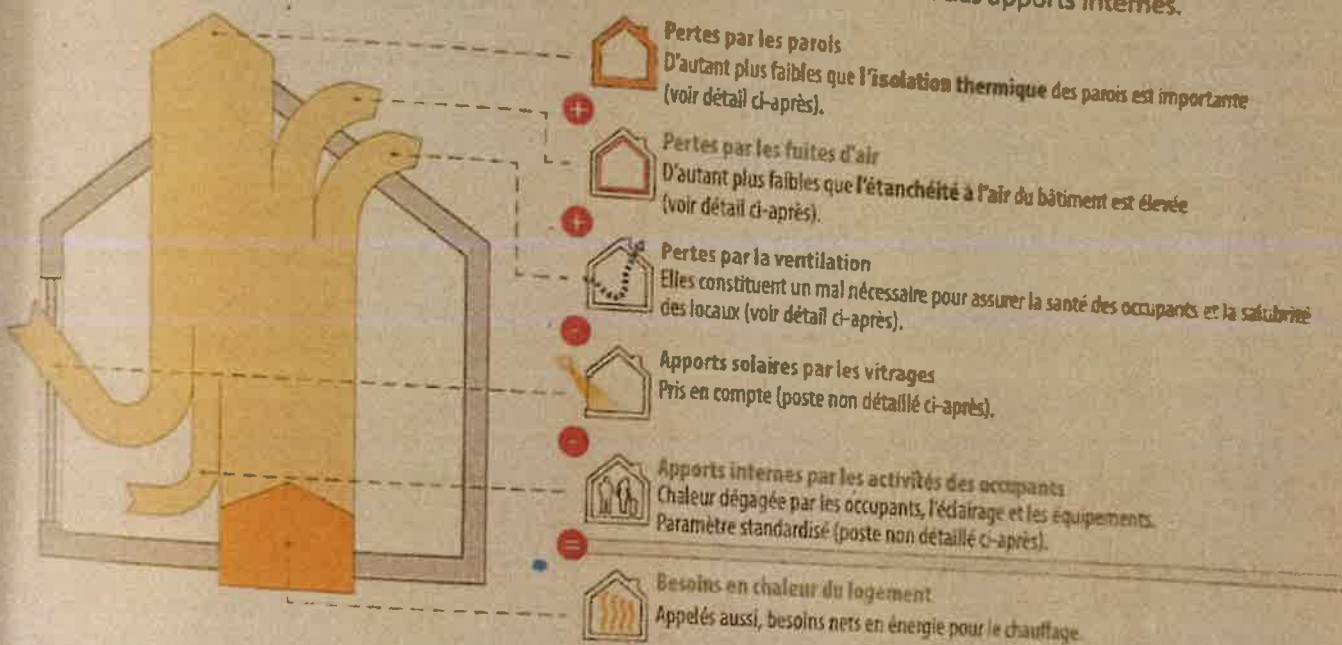 apports internes.
Pertes par les parois
D'autant plus faibles que l'isolation thermique des parois est importante
(voir détail ci-après).
+
Pertes par les fuites d'air
D'autant plus faibles que l'étanchéité à l'air du bâtiment est élevée
(voir détail ci-après).
+
Pertes par la ventilation
Elles constituent un mal nécessaire pour assurer la santé des occupants et la salubrité
des locaux (voir détail ci-après).
-
Apports solaires par les vitrages
Pris en compte (poste non détaillé ci-après).
-
Apports internes par les activités des occupants
Chaleur dégagée par les occupants, l'éclairage et les équipements.
Paramètre standardisé (poste non détaillé ci-après).
=
Besoins en chaleur du logement
Appelés aussi, besoins nets en énergie pour le chauffage